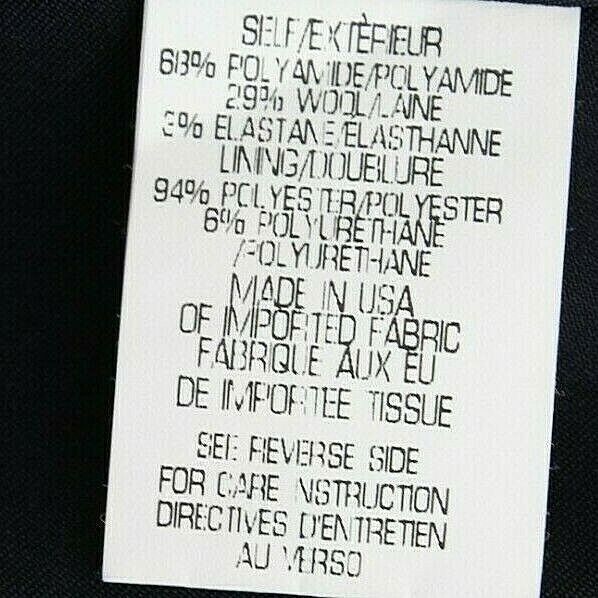 SELF/EXTÈRIEUR
68% POLYAMIDE/POLYAMIDE
29% WOOL/LAINE
3% ELASTANE/ELASTHANNE
LINING/DOUBLURE
94% POLYESTER/POLYESTER
6% POLYURETHANE
/POLYURETHANE
MADE IN USA
OF IMPORTED FABRIC
FABRIQUE AUX EU
DE IMPORTEE TISSUE
SEE REVERSE SIDE
FOR CARE INSTRUCTION
DIRECTIVES D'ENTRETIEN
AU VERSO